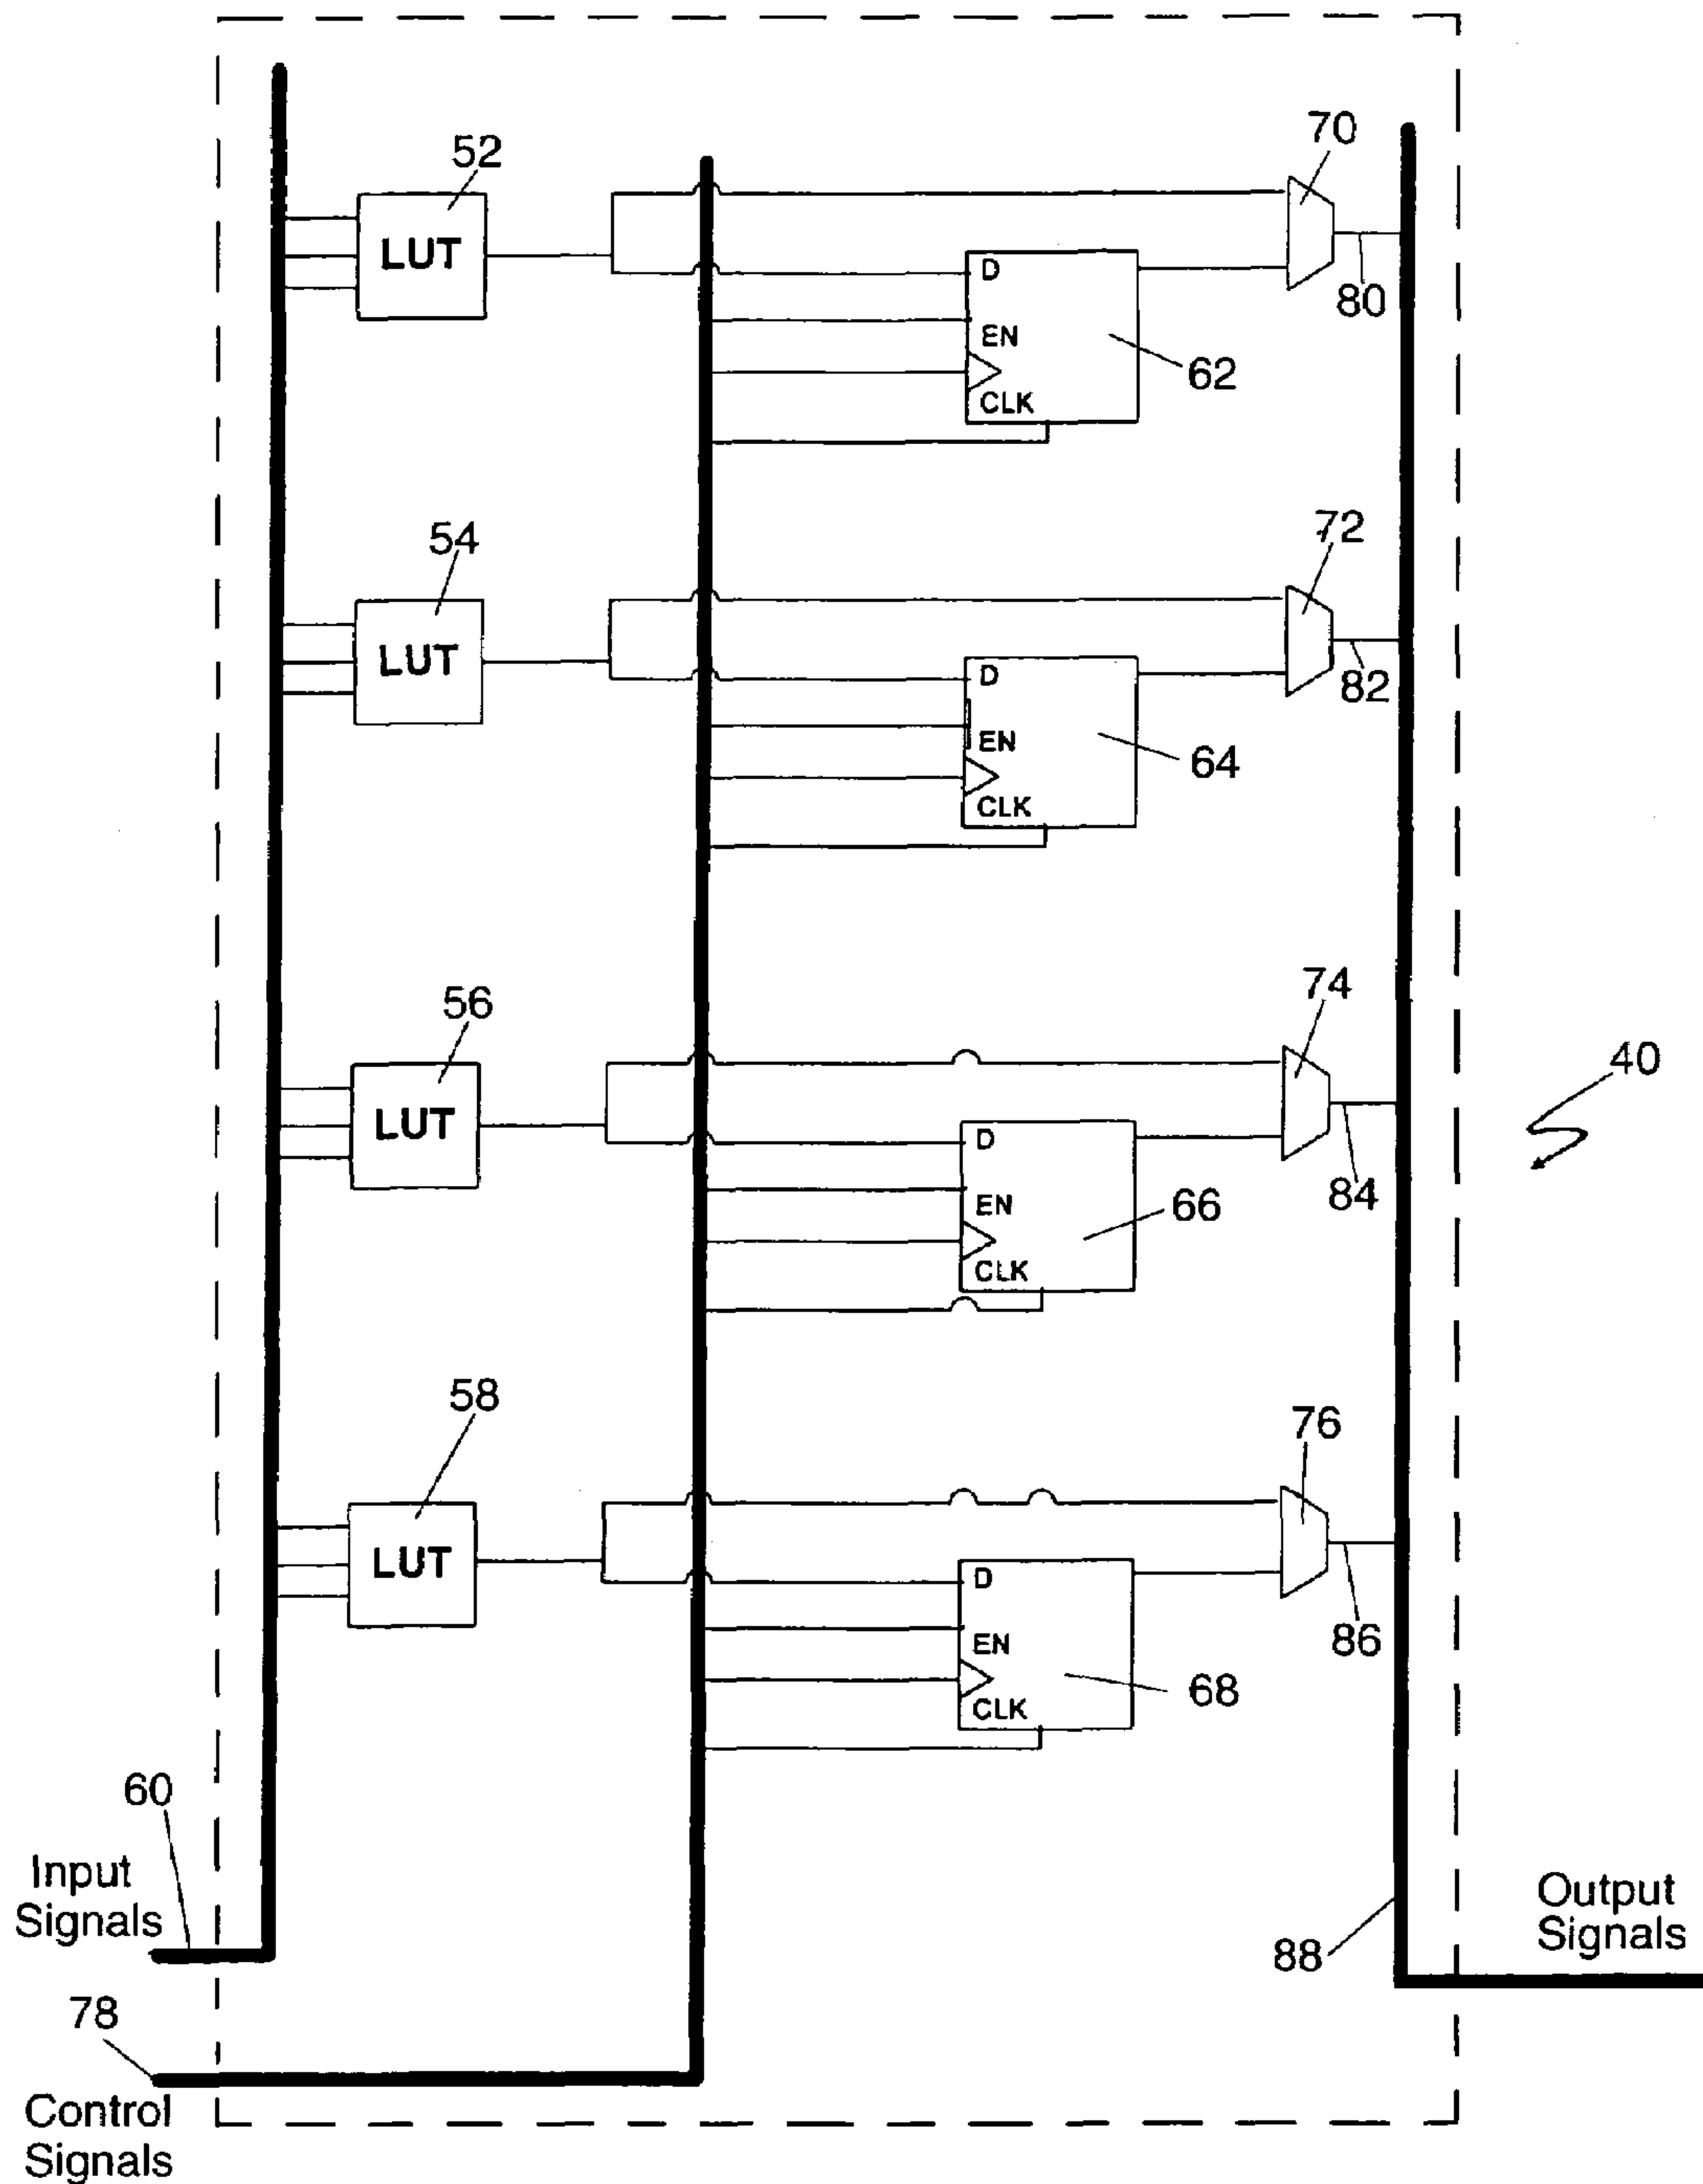 52
70
LUT
D
80
EN
62
CLK
54
72
LUT
D
82
EN
64
CLK
56
74
40
LUT
D
84
EN
66
CLK
58
76
LUT
D
86
EN
68
CLK
60
Input
Signals
Output
Signals
88
78
Control
Signals